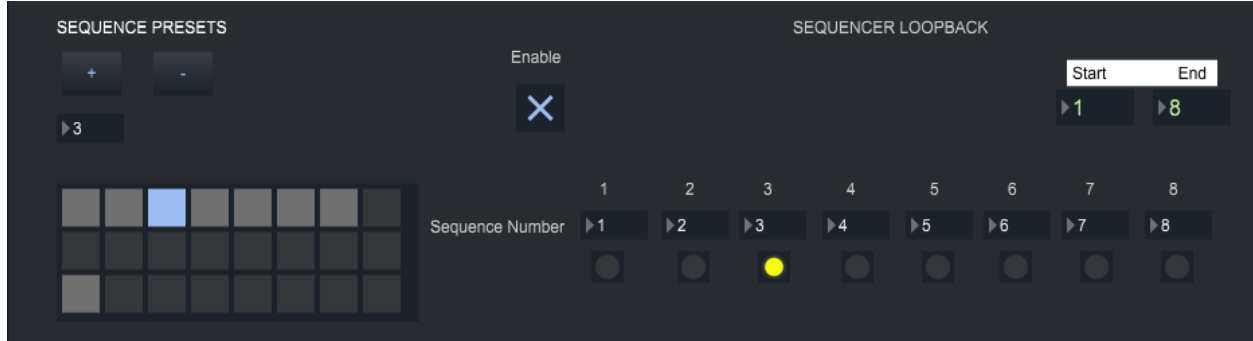 SEQUENCE PRESETS
SEQUENCER LOOPBACK
Enable
+ -
Start End
1 8
3
1 2 3 4 5 6 7 8
Sequence Number 1 2 3 4 5 6 7 8